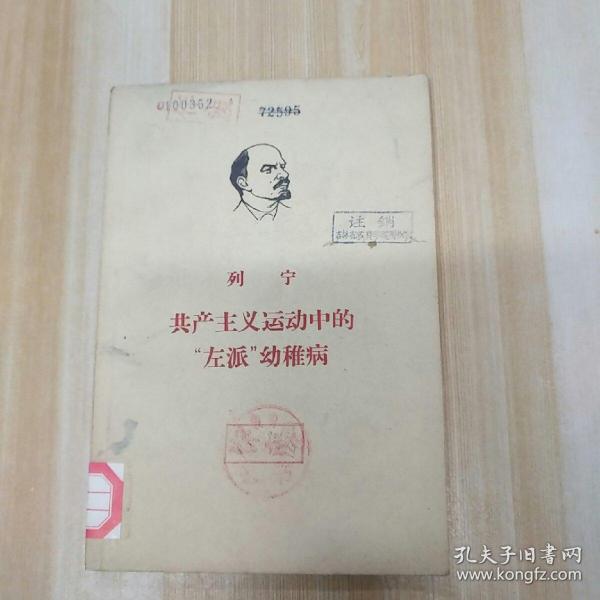 0100352
72595
注销
列宁
共产主义运动中的
“左派”幼稚病
孔夫子旧书网
www.kongfz.com